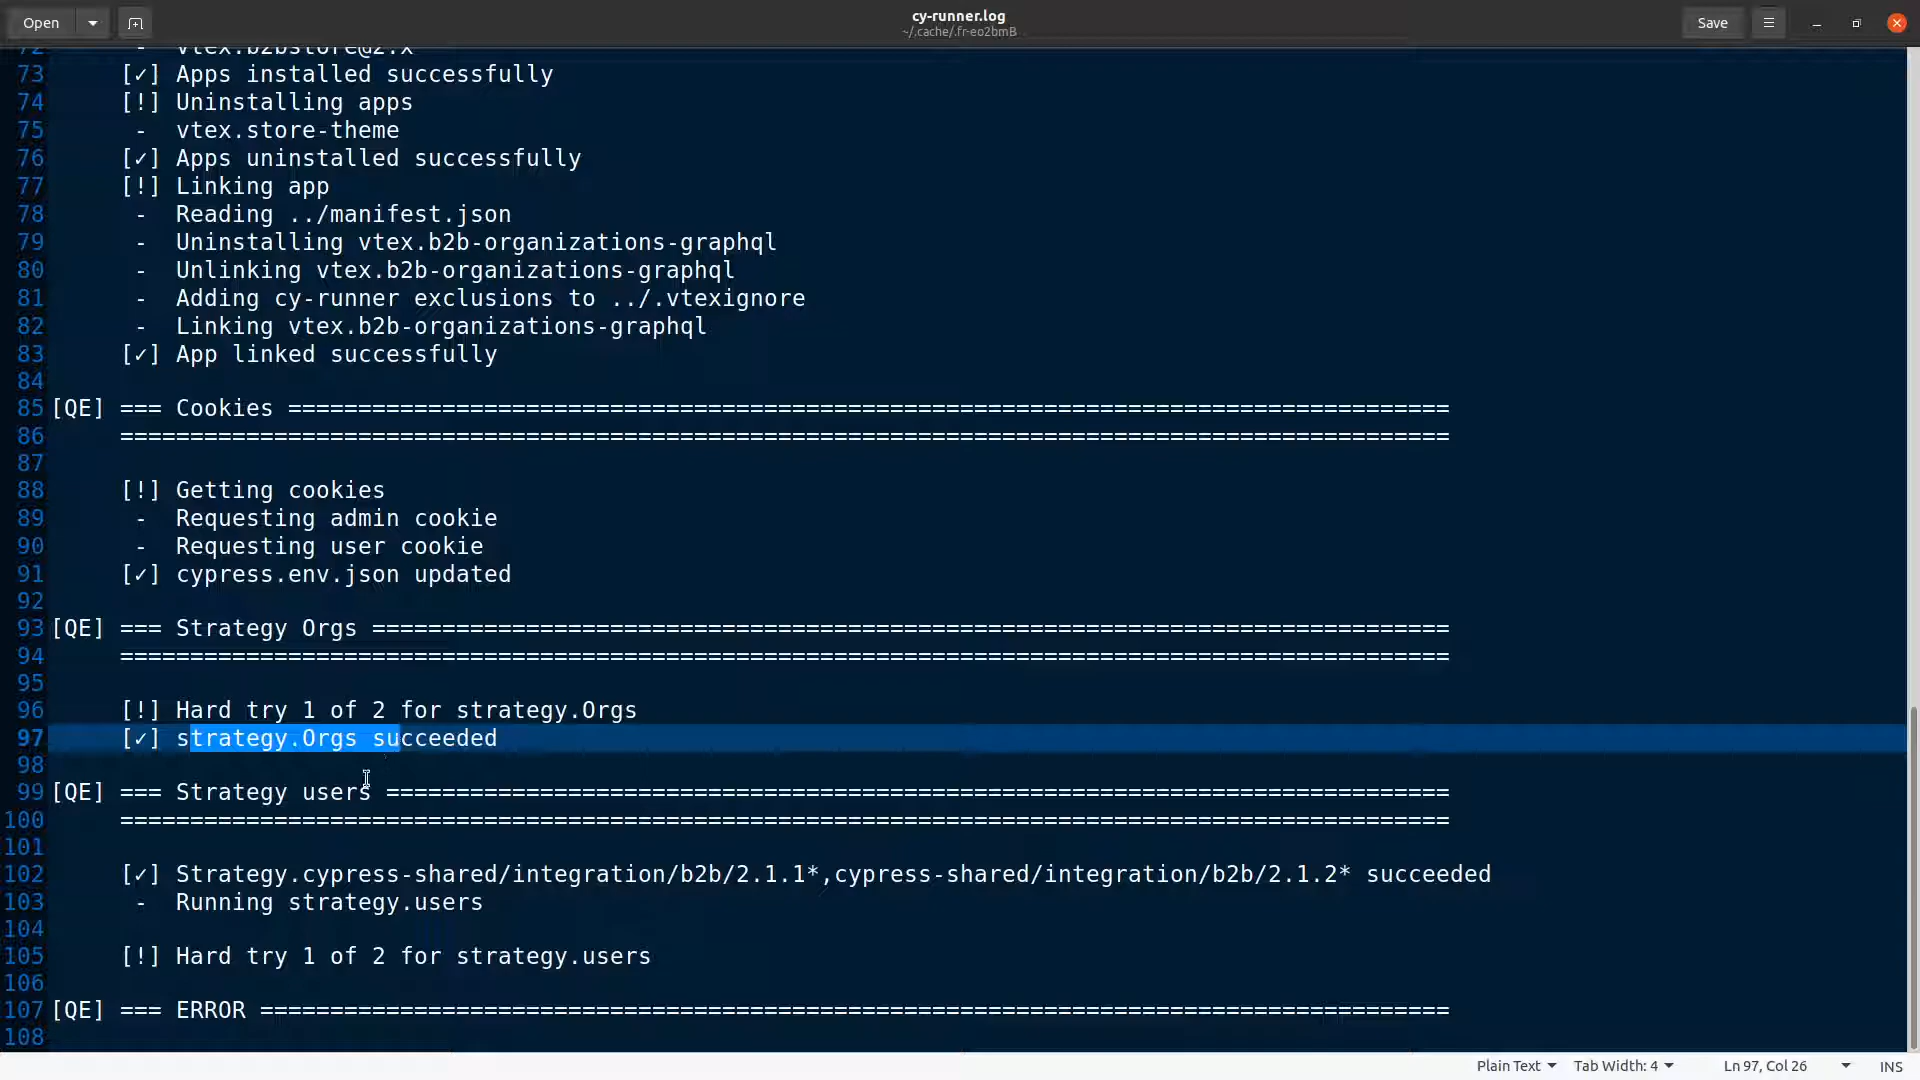 Open
cy-runner.log
~/.cache/.fr-eo2bmB
Save
72 - vtex.b2bstore@2.x
73 [✓] Apps installed successfully
74 [!] Uninstalling apps
75 - vtex.store-theme
76 [✓] Apps uninstalled successfully
77 [!] Linking app
78 - Reading ../manifest.json
79 - Uninstalling vtex.b2b-organizations-graphql
80 - Unlinking vtex.b2b-organizations-graphql
81 - Adding cy-runner exclusions to ../.vtexignore
82 - Linking vtex.b2b-organizations-graphql
83 [✓] App linked successfully
84
85 [QE] === Cookies ===================================================================================
86 ===============================================================================================
87
88 [!] Getting cookies
89 - Requesting admin cookie
90 - Requesting user cookie
91 [✓] cypress.env.json updated
92
93 [QE] === Strategy Orgs =============================================================================
94 ===============================================================================================
95
96 [!] Hard try 1 of 2 for strategy.Orgs
97 [✓] strategy.Orgs succeeded
98
99 [QE] === Strategy users ============================================================================
100 ===============================================================================================
101
102 [✓] Strategy.cypress-shared/integration/b2b/2.1.1*,cypress-shared/integration/b2b/2.1.2* succeeded
103 - Running strategy.users
104
105 [!] Hard try 1 of 2 for strategy.users
106
107 [QE] === ERROR =====================================================================================
108
Plain Text Tab Width: 4 Ln 97, Col 26 INS